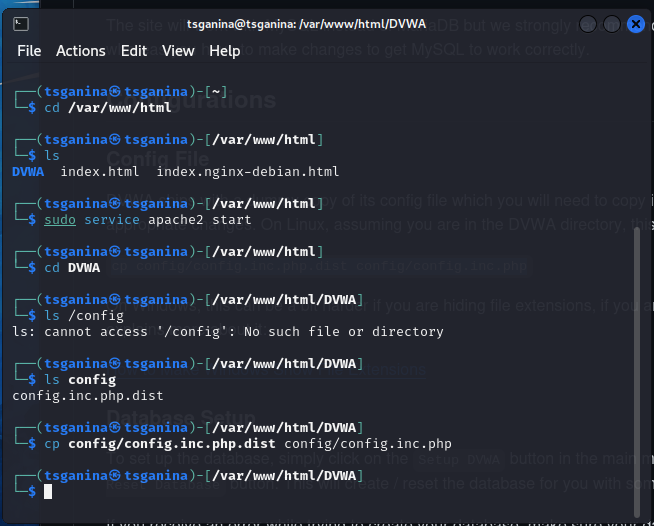 tsganina@tsganina: /var/www/html/DVWA
File Actions Edit View Help
┌──(tsganina㉿tsganina)-[~]
└─$ cd /var/www/html
┌──(tsganina㉿tsganina)-[/var/www/html]
└─$ ls
DVWA index.html index.nginx-debian.html
┌──(tsganina㉿tsganina)-[/var/www/html]
└─$ sudo service apache2 start
┌──(tsganina㉿tsganina)-[/var/www/html]
└─$ cd DVWA
┌──(tsganina㉿tsganina)-[/var/www/html/DVWA]
└─$ ls /config
ls: cannot access '/config': No such file or directory
┌──(tsganina㉿tsganina)-[/var/www/html/DVWA]
└─$ ls config
config.inc.php.dist
┌──(tsganina㉿tsganina)-[/var/www/html/DVWA]
└─$ cp config/config.inc.php.dist config/config.inc.php
┌──(tsganina㉿tsganina)-[/var/www/html/DVWA]
└─$